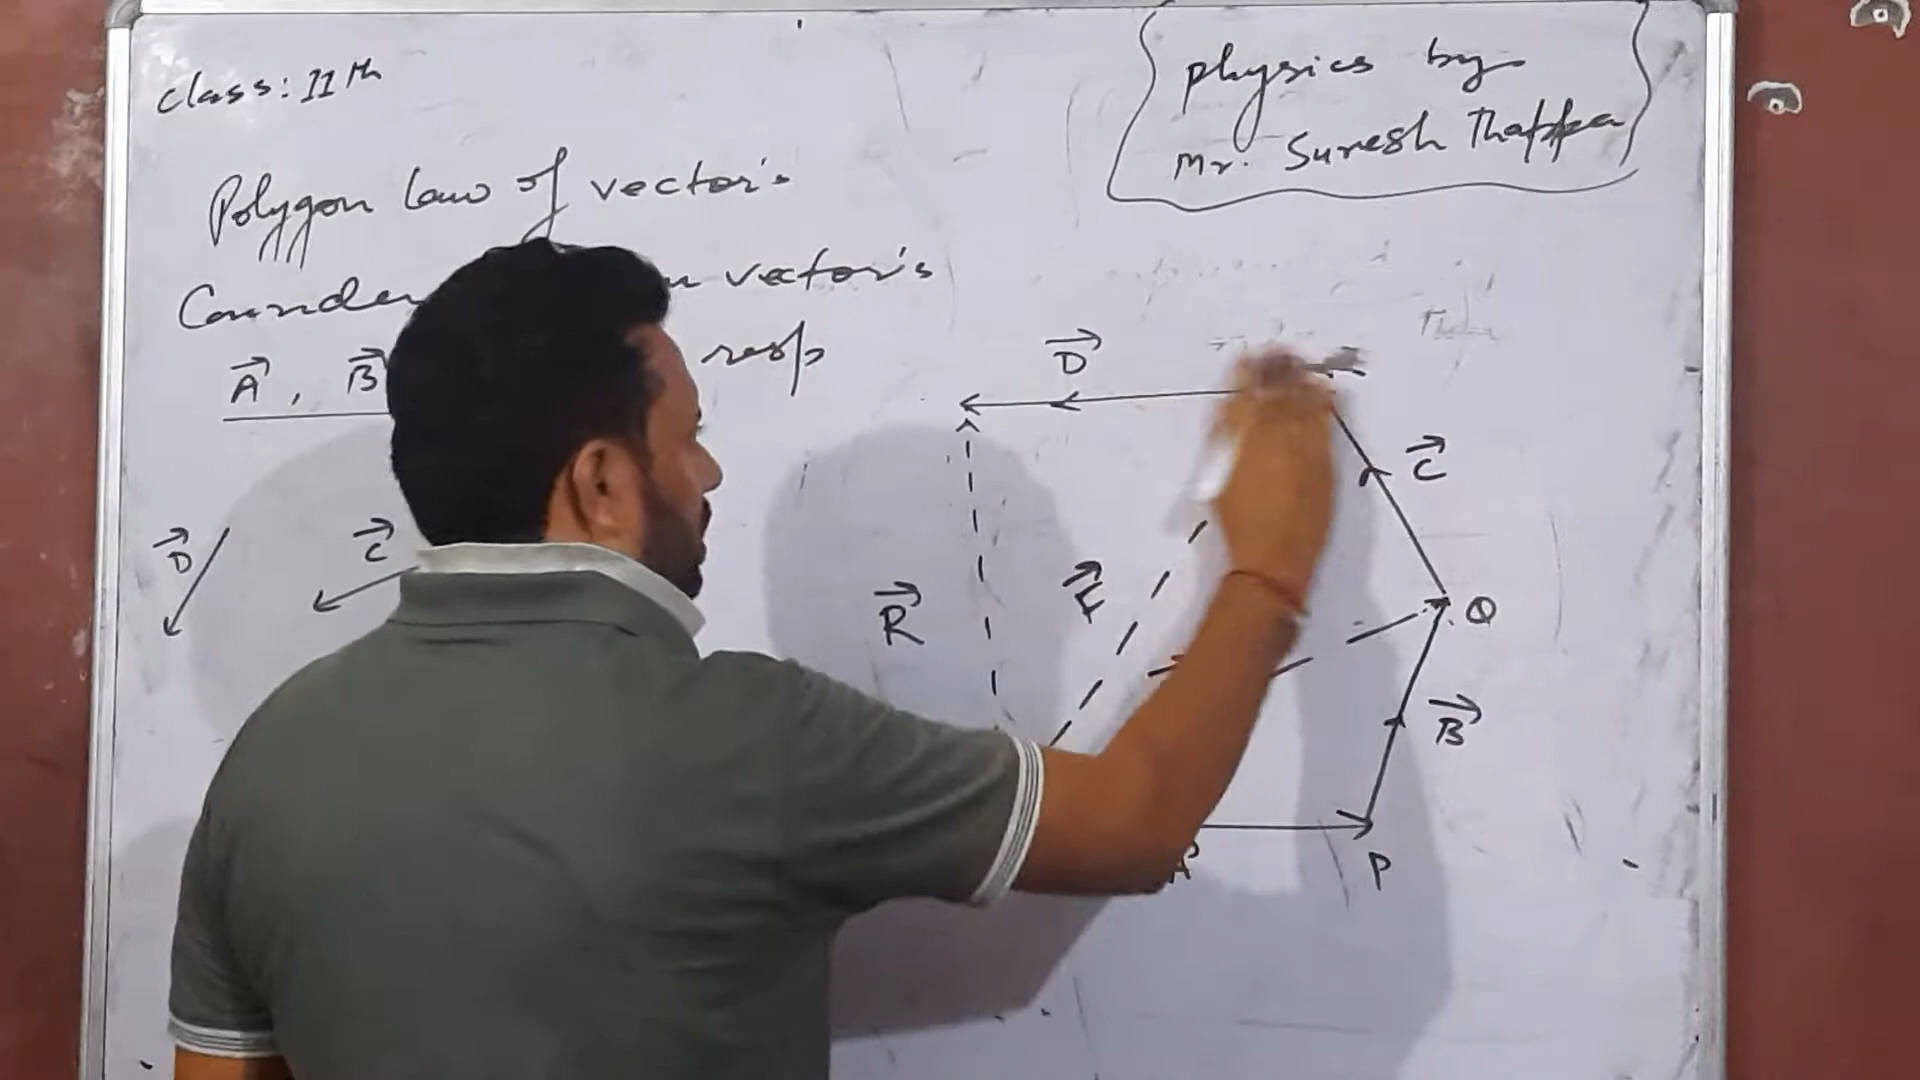 class: 11th
physics by
Mr. Suresh Thappa
Polygon law of vector's
vector's
A, B
resp
D
C
D
C
R
F
Q
B
P